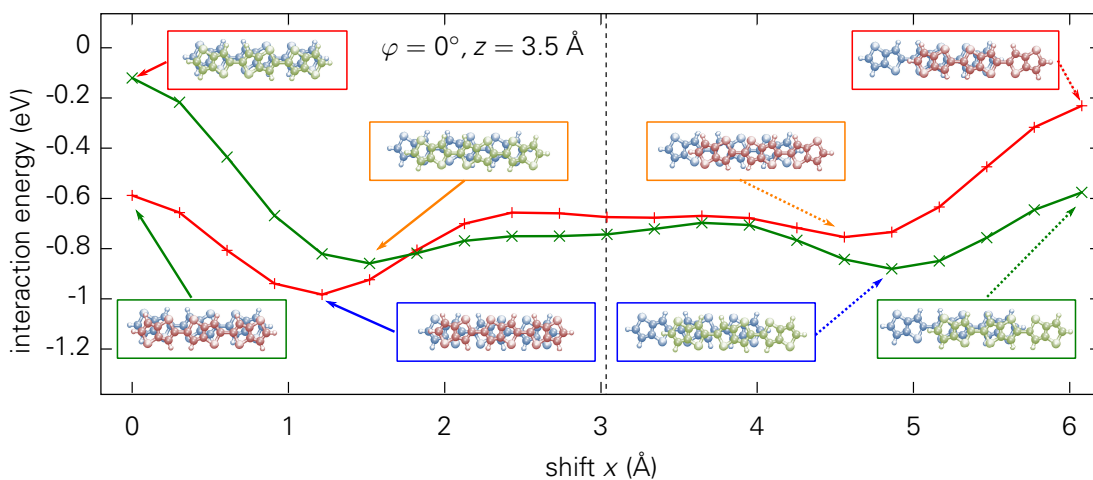 φ = 0°, z = 3.5 Å
interaction energy (eV)
0
-0.2
-0.4
-0.6
-0.8
-1
-1.2
0 1 2 3 4 5 6
shift x (Å)